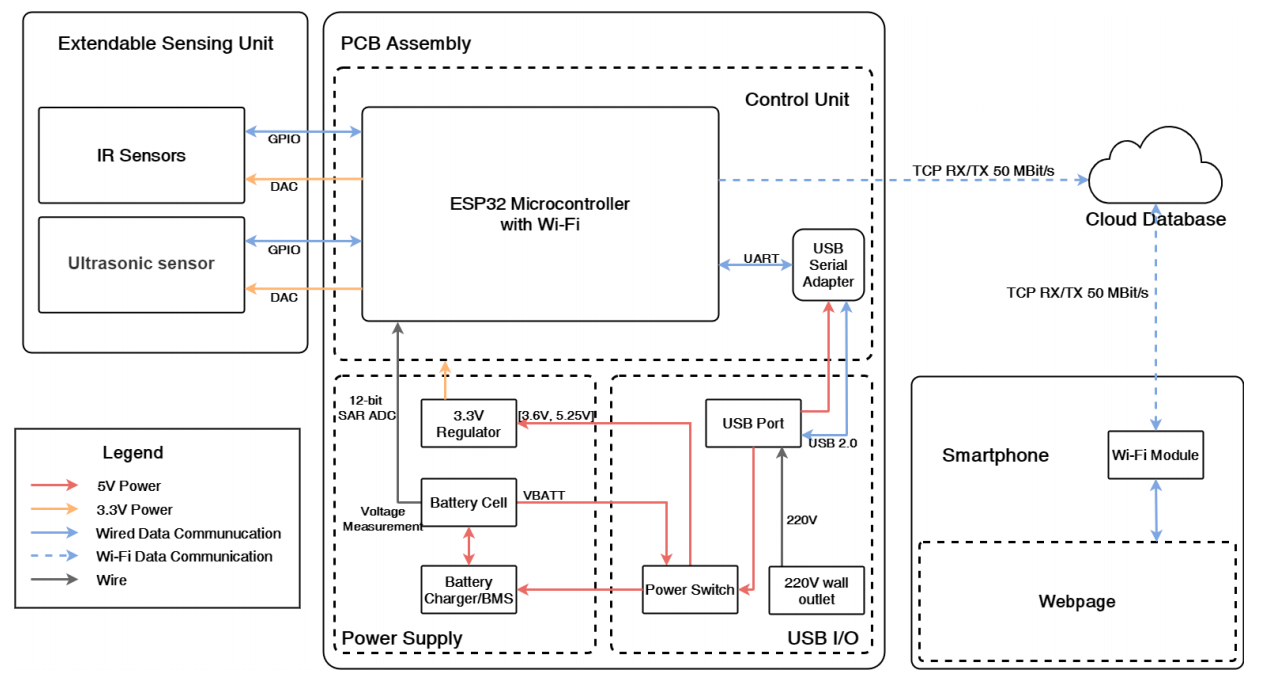 Extendable Sensing Unit
IR Sensors
Ultrasonic sensor
GPIO
DAC
GPIO
DAC
PCB Assembly
Control Unit
ESP32 Microcontroller
with Wi-Fi
UART
USB
Serial
Adapter
12-bit
SAR ADC
3.3V
Regulator
[3.6V, 5.25V]
USB Port
USB 2.0
Battery Cell
VBATT
Voltage
Measurement
220V
Battery
Charger/BMS
Power Switch
220V wall
outlet
Power Supply
USB I/O
TCP RX/TX 50 MBit/s
Cloud Database
TCP RX/TX 50 MBit/s
Smartphone
Wi-Fi Module
Webpage
Legend
5V Power
3.3V Power
Wired Data Communucation
Wi-Fi Data Communication
Wire